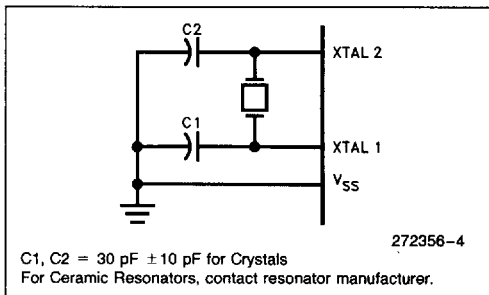 C2
XTAL 2
C1
XTAL 1
VSS
272356–4
C1, C2 = 30 pF ±10 pF for Crystals
For Ceramic Resonators, contact resonator manufacturer.